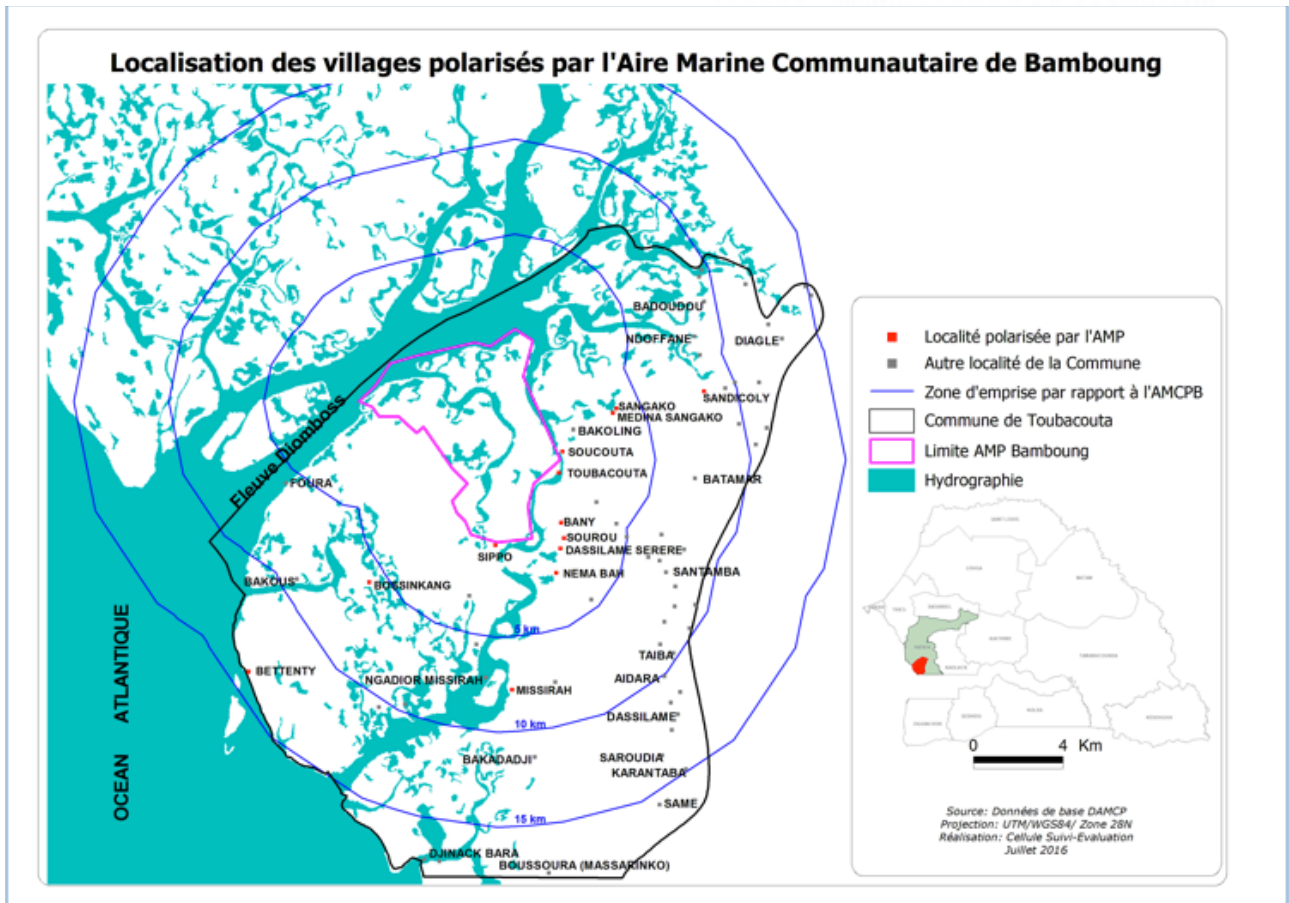 Localisation des villages polarisés par l'Aire Marine Communautaire de Bamboung
BADOUDOU
NDOFFANE
DIAGLE
SANDICOLY
SANGAKO
MEDINA SANGAKO
BAKOLING
SOUCOUTA
Fleuve Diomboss
TOUBACOUTA
BATAMAR
FOURA
BANY
SOUROU
DASSILAME SERERE
SIPPO
NEMA BAH
SANTAMBA
BAKOUS
BOSSINKANG
5 km
TAIBA
BETTENTY
NGADIOR MISSIRAH
AIDARA
MISSIRAH
DASSILAME
10 km
BAKADADJI
SAROUDIA
KARANTABA
SAME
15 km
DJINACK BARA
BOUSSOURA (MASSARINKO)
OCEAN ATLANTIQUE
Localité polarisée par l'AMP
Autre localité de la Commune
Zone d'emprise par rapport à l'AMCPB
Commune de Toubacouta
Limite AMP Bamboung
Hydrographie
0 4 Km
Source: Données de base DAMCP
Projection: UTM/WGS84/ Zone 28N
Réalisation: Cellule Suivi-Evaluation
Juillet 2016